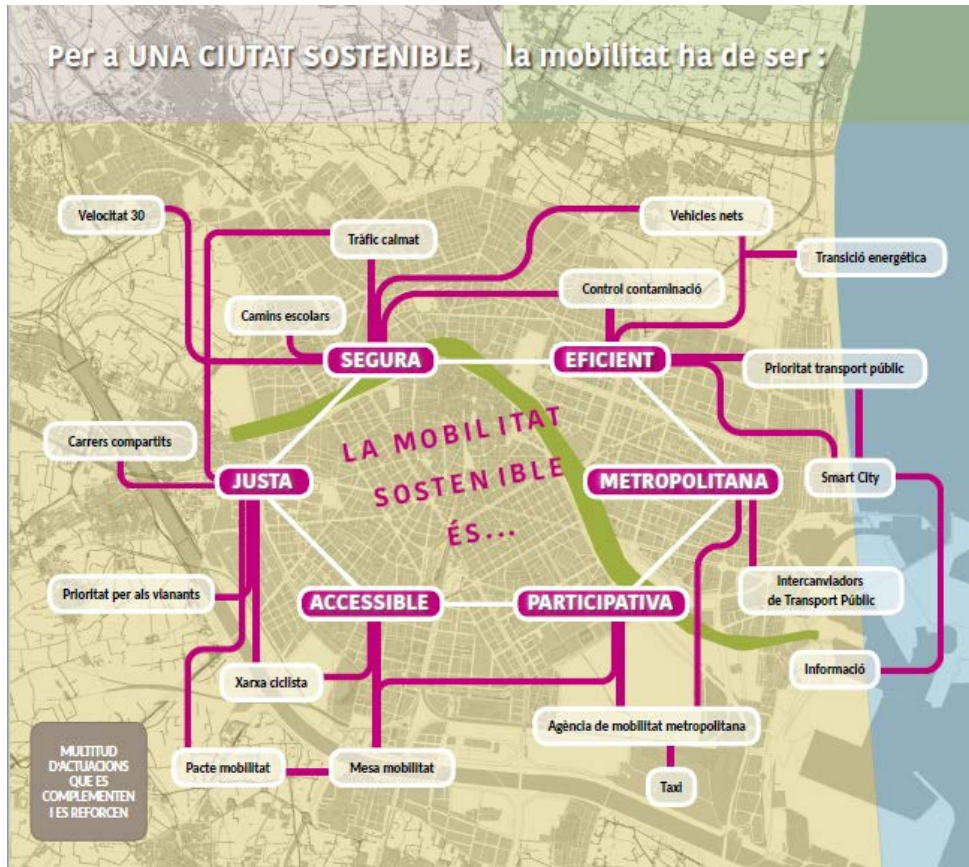 Per a UNA CIUTAT SOSTENIBLE, la mobilitat ha de ser :
Velocitat 30
Tràfic calmat
Vehicles nets
Transició energética
Control contaminació
Camins escolars
SEGURA
EFICIENT
Prioritat transport públic
LA MOBILITAT
SOSTENIBLE
ÉS...
Carrers compartits
JUSTA
METROPOLITANA
Smart City
Prioritat per als vianants
ACCESSIBLE
PARTICIPATIVA
Intercanviadors
de Transport Públic
Xarxa ciclista
Informació
Agència de mobilitat metropolitana
Pacte mobilitat
Mesa mobilitat
Taxi
MULTITUD
D'ACTUACIONS
QUE ES
COMPLEMENTEN
I ES REFORCEN